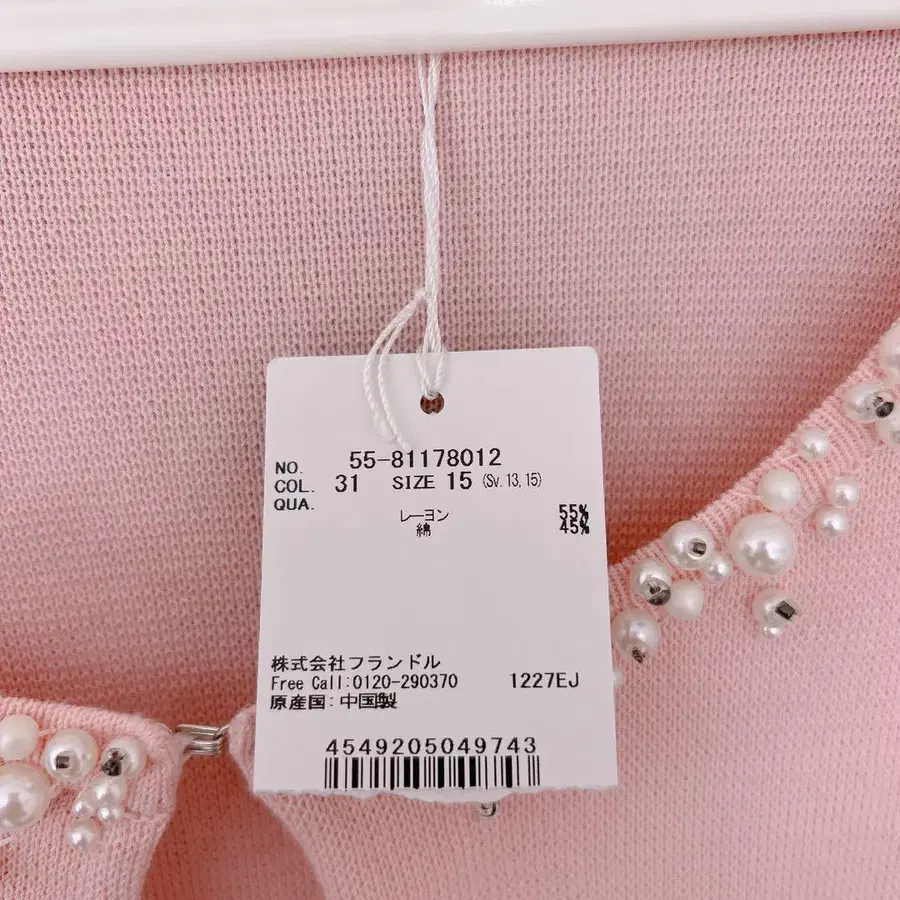 NO. 55-81178012
COL. 31 SIZE 15 (Sv.13,15)
QUA.
レーヨン 55%
綿 45%
株式会社フランドル
Free Call:0120-290370 1227EJ
原産国:中国製
4549205049743